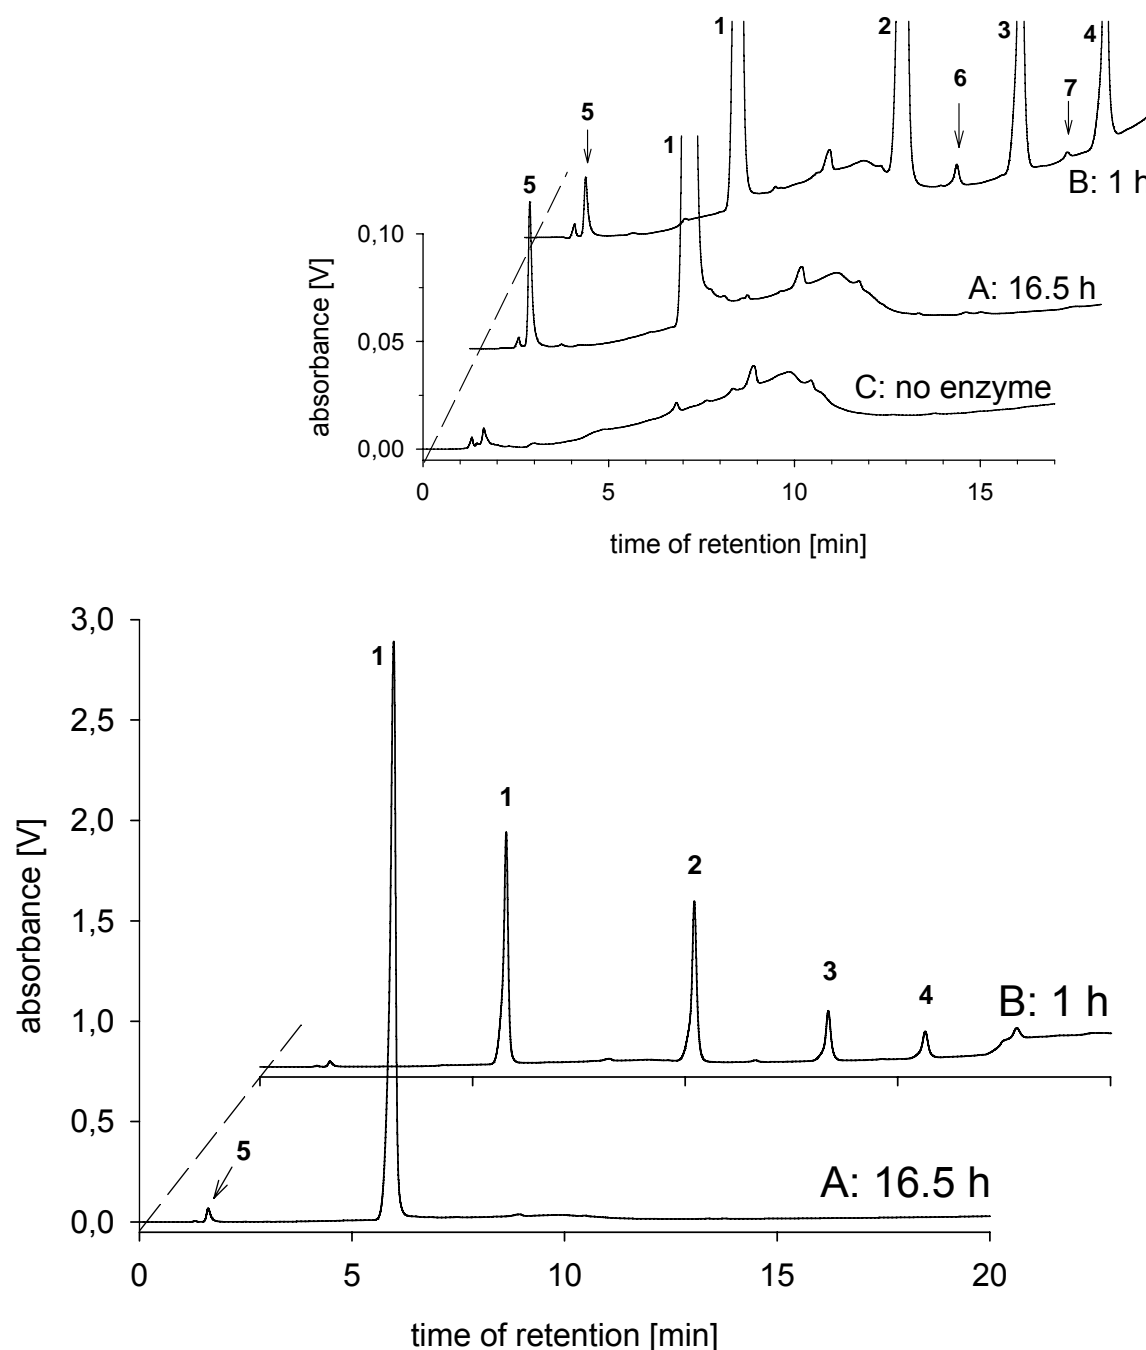 1
2
3
4
6
7
5
1
5
B: 1 h
0,10
A: 16.5 h
0,05
C: no enzyme
0,00
absorbance [V]
0 5 10 15
time of retention [min]
3,0
1
2,5
1
2,0
2
1,5
3
4
B: 1 h
1,0
0,5
5
A: 16.5 h
0,0
absorbance [V]
0 5 10 15 20
time of retention [min]